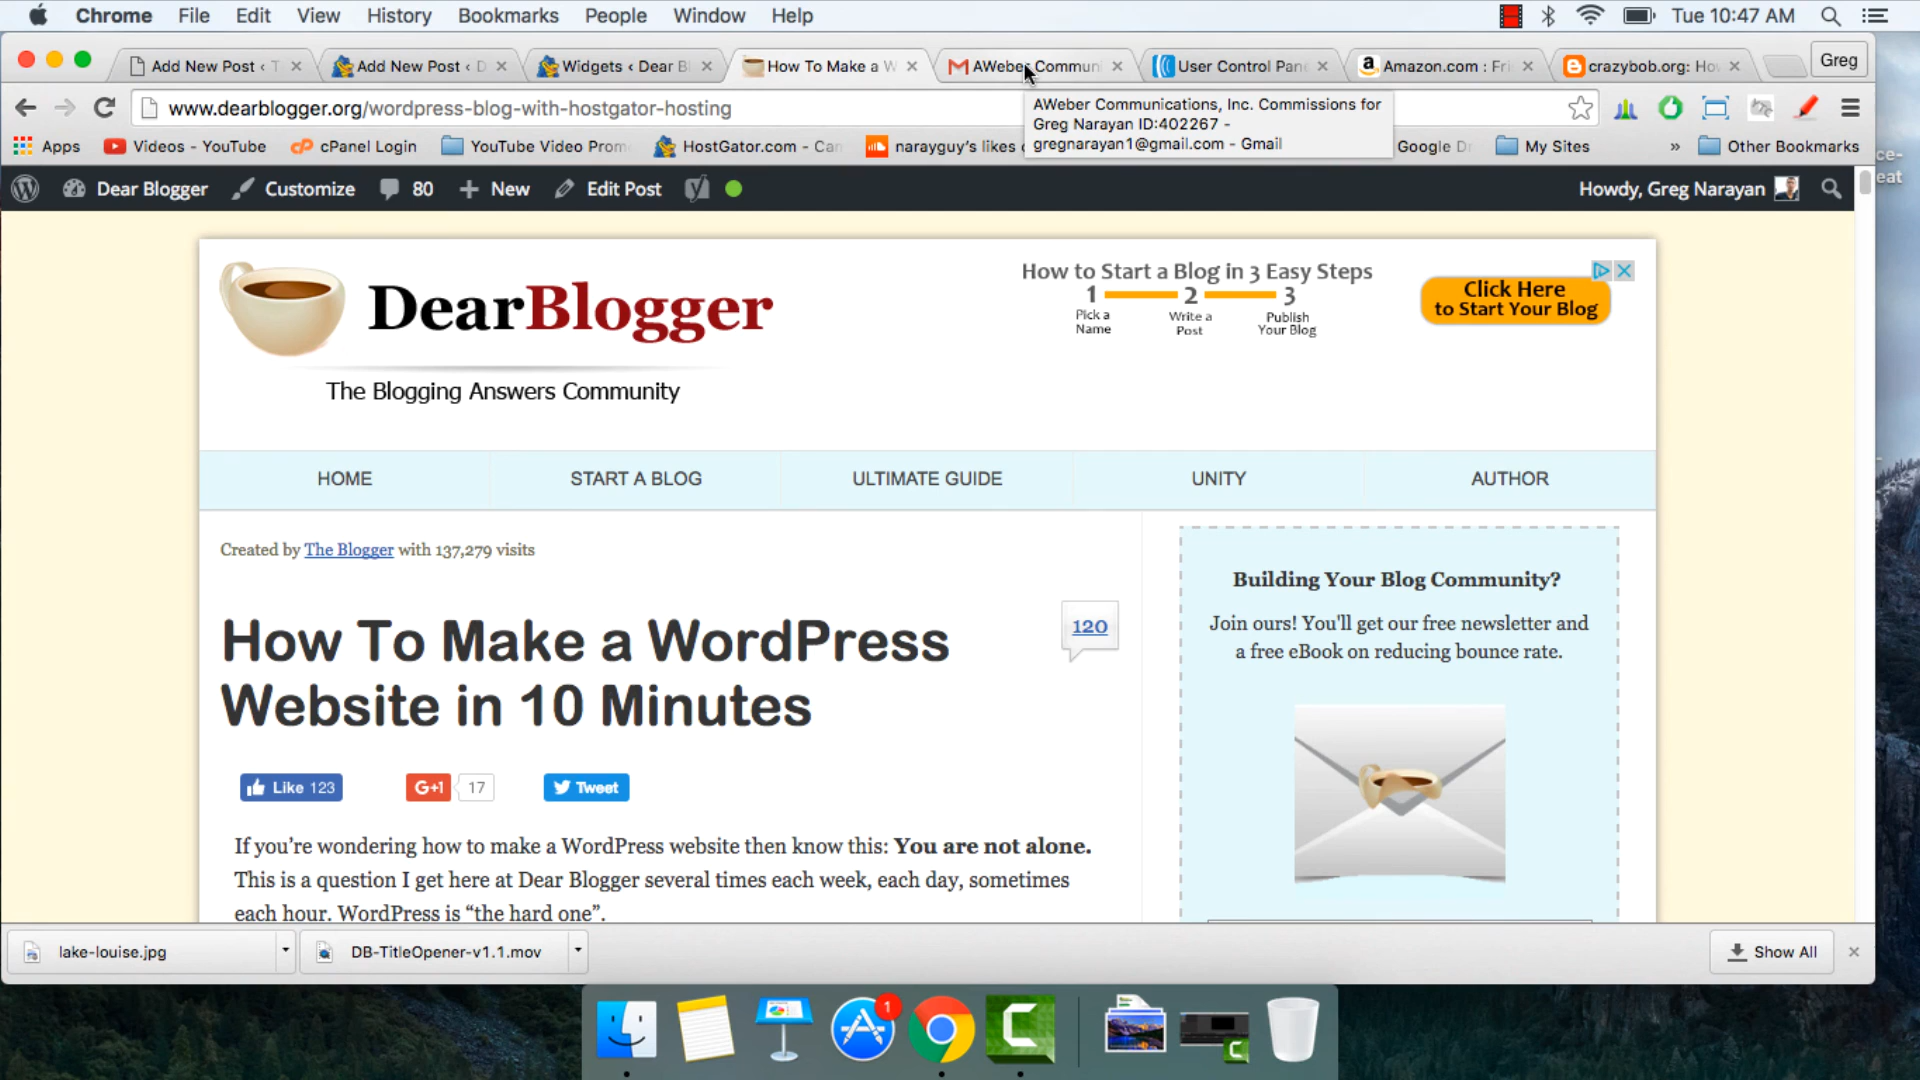 Chrome File Edit View History Bookmarks People Window Help Tue 10:47 AM
Add New Post ‹ T Add New Post ‹ D Widgets ‹ Dear Bl How To Make a W AWeber Communi User Control Pan Amazon.com : Fri crazybob.org: Ho Greg
www.dearblogger.org/wordpress-blog-with-hostgator-hosting
AWeber Communications, Inc. Commissions for
Greg Narayan ID:402267 -
gregnarayan1@gmail.com - Gmail
Apps Videos - YouTube cPanel Login YouTube Video Prom HostGator.com - Can narayguy's likes Google D My Sites » Other Bookmarks
Dear Blogger Customize 80 New Edit Post Howdy, Greg Narayan
ce-
eat
DearBlogger
The Blogging Answers Community
How to Start a Blog in 3 Easy Steps
1 2 3
Pick a Name
Write a Post
Publish Your Blog
Click Here
to Start Your Blog
HOME START A BLOG ULTIMATE GUIDE UNITY AUTHOR
Created by The Blogger with 137,279 visits
How To Make a WordPress
Website in 10 Minutes
120
Like 123 G+1 17 Tweet
If you’re wondering how to make a WordPress website then know this: You are not alone.
This is a question I get here at Dear Blogger several times each week, each day, sometimes
each hour. WordPress is “the hard one”.
Building Your Blog Community?
Join ours! You'll get our free newsletter and
a free eBook on reducing bounce rate.
lake-louise.jpg DB-TitleOpener-v1.1.mov Show All
1